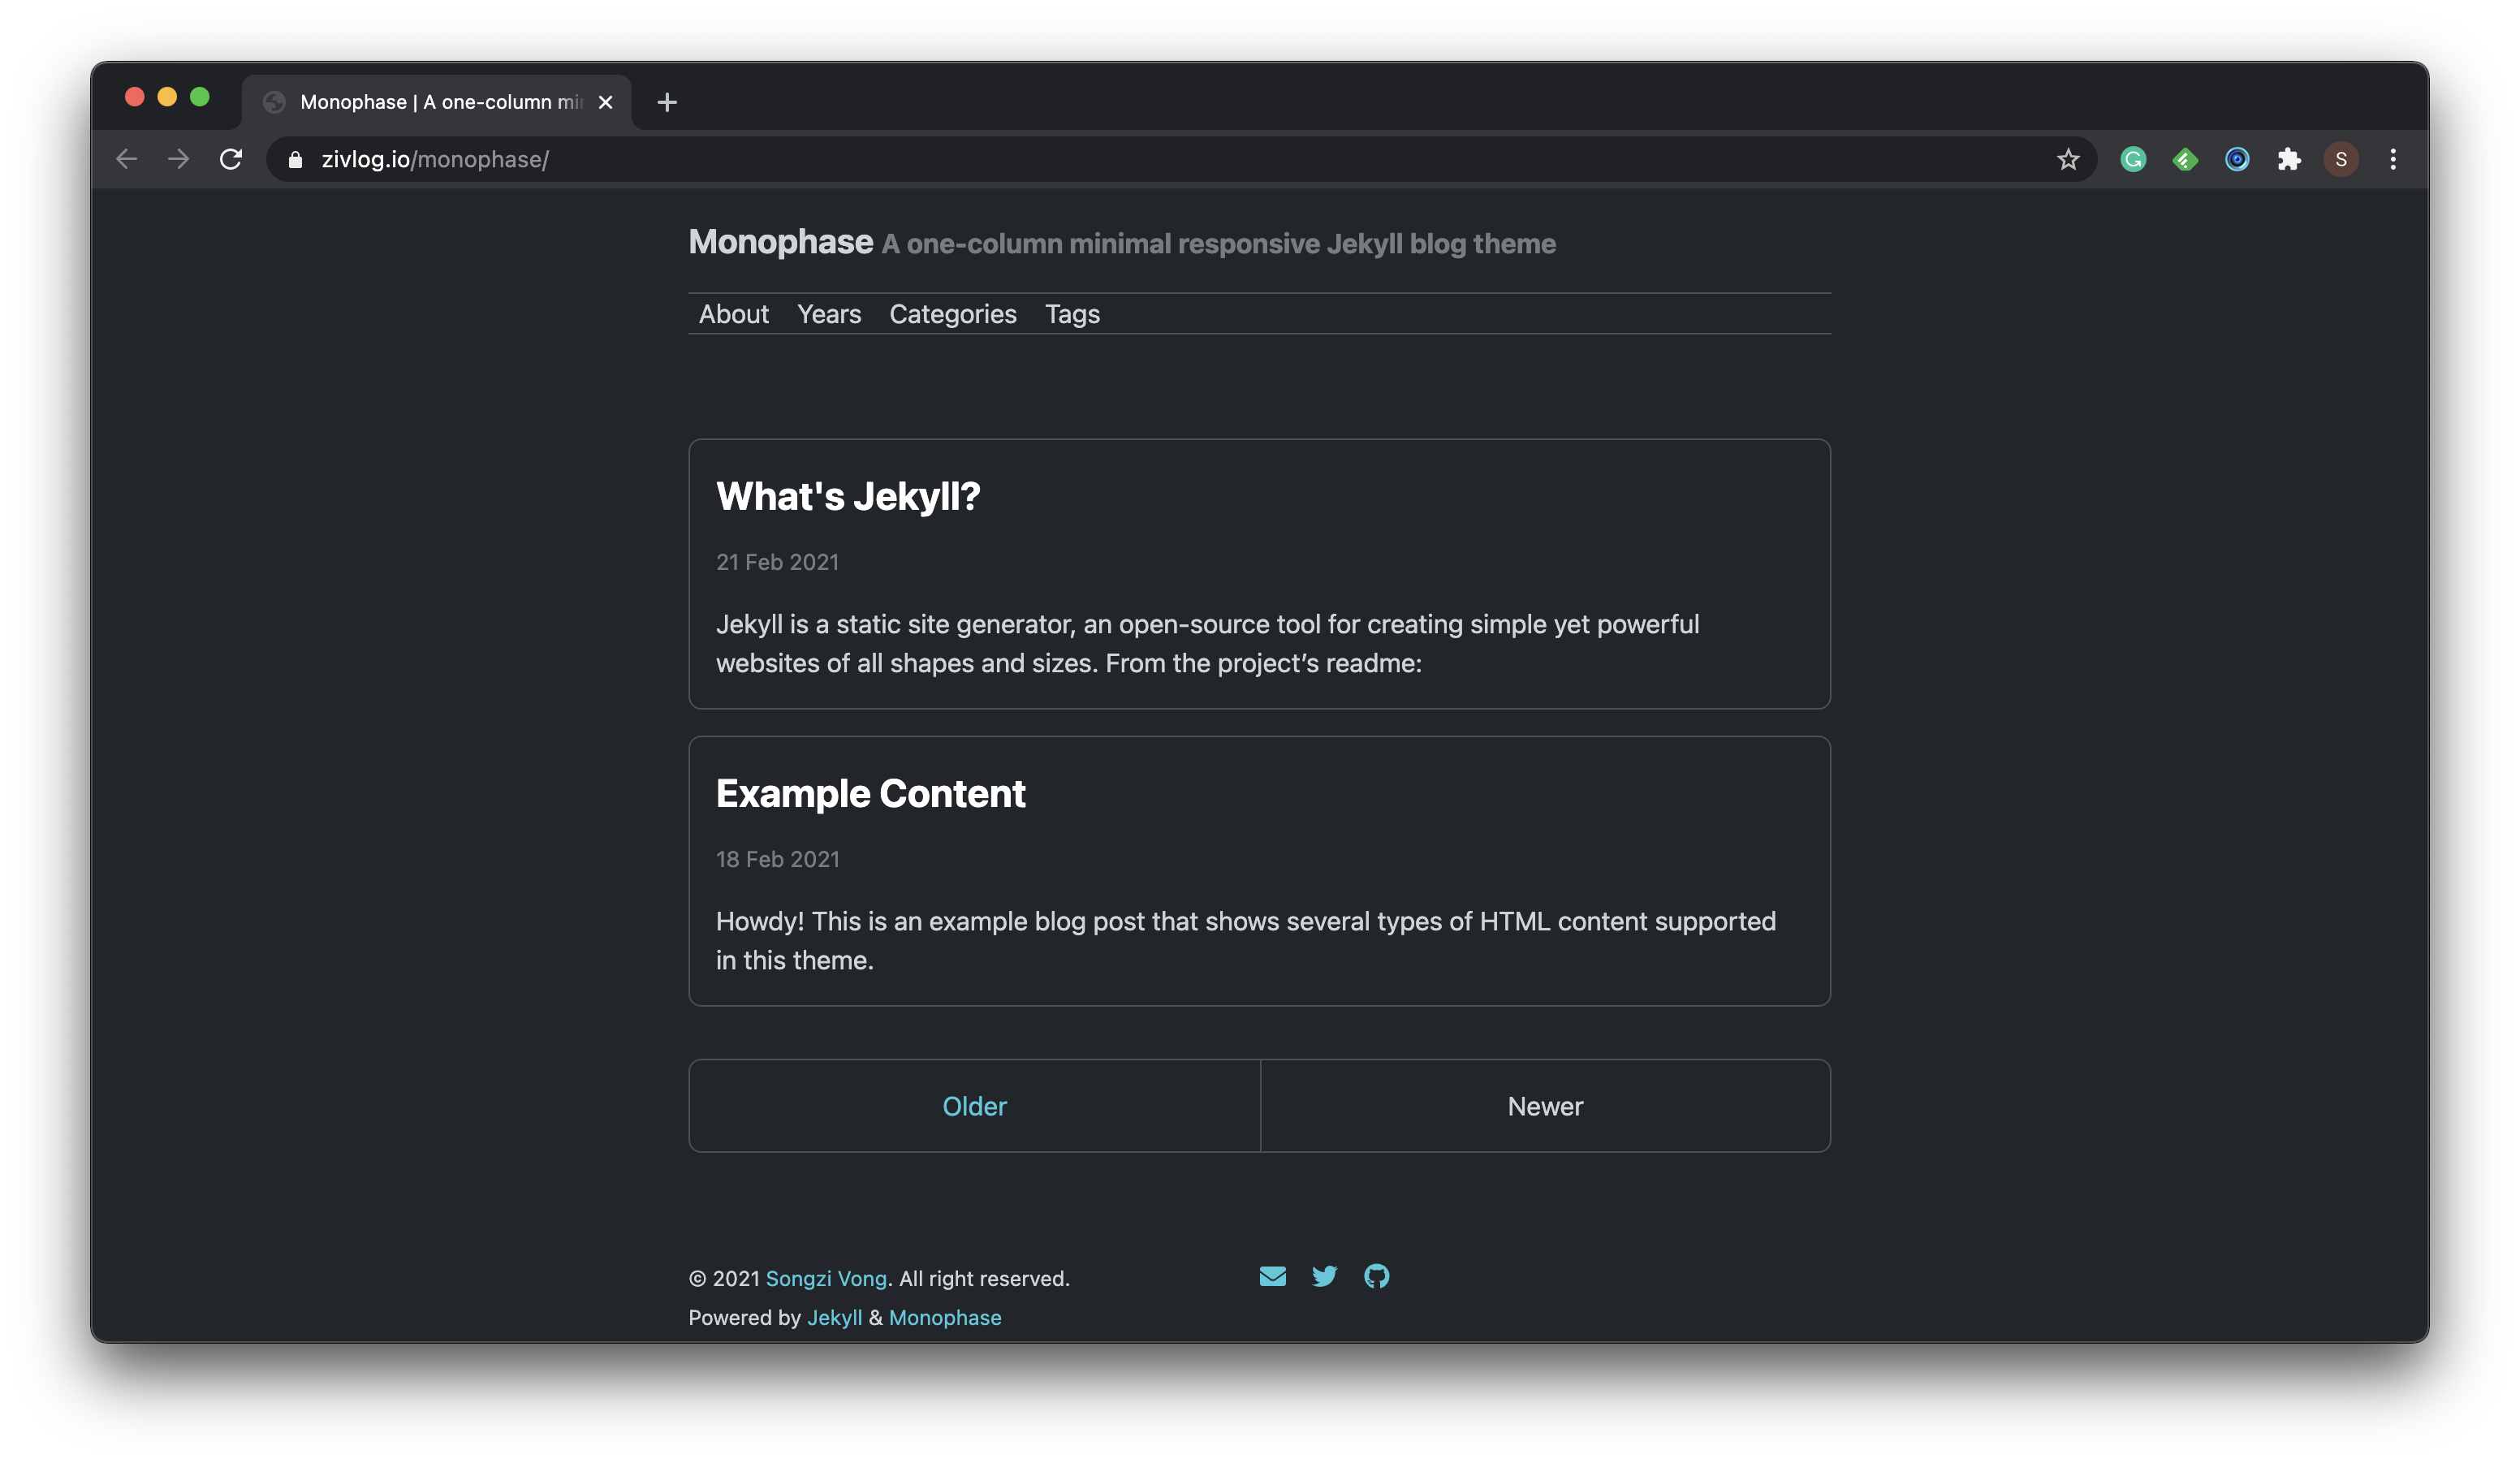 Monophase | A one-column mi
zivlog.io/monophase/
S
Monophase A one-column minimal responsive Jekyll blog theme
About Years Categories Tags
What's Jekyll?
21 Feb 2021
Jekyll is a static site generator, an open-source tool for creating simple yet powerful
websites of all shapes and sizes. From the project’s readme:
Example Content
18 Feb 2021
Howdy! This is an example blog post that shows several types of HTML content supported
in this theme.
Older Newer
© 2021 Songzi Vong. All right reserved.
Powered by Jekyll & Monophase